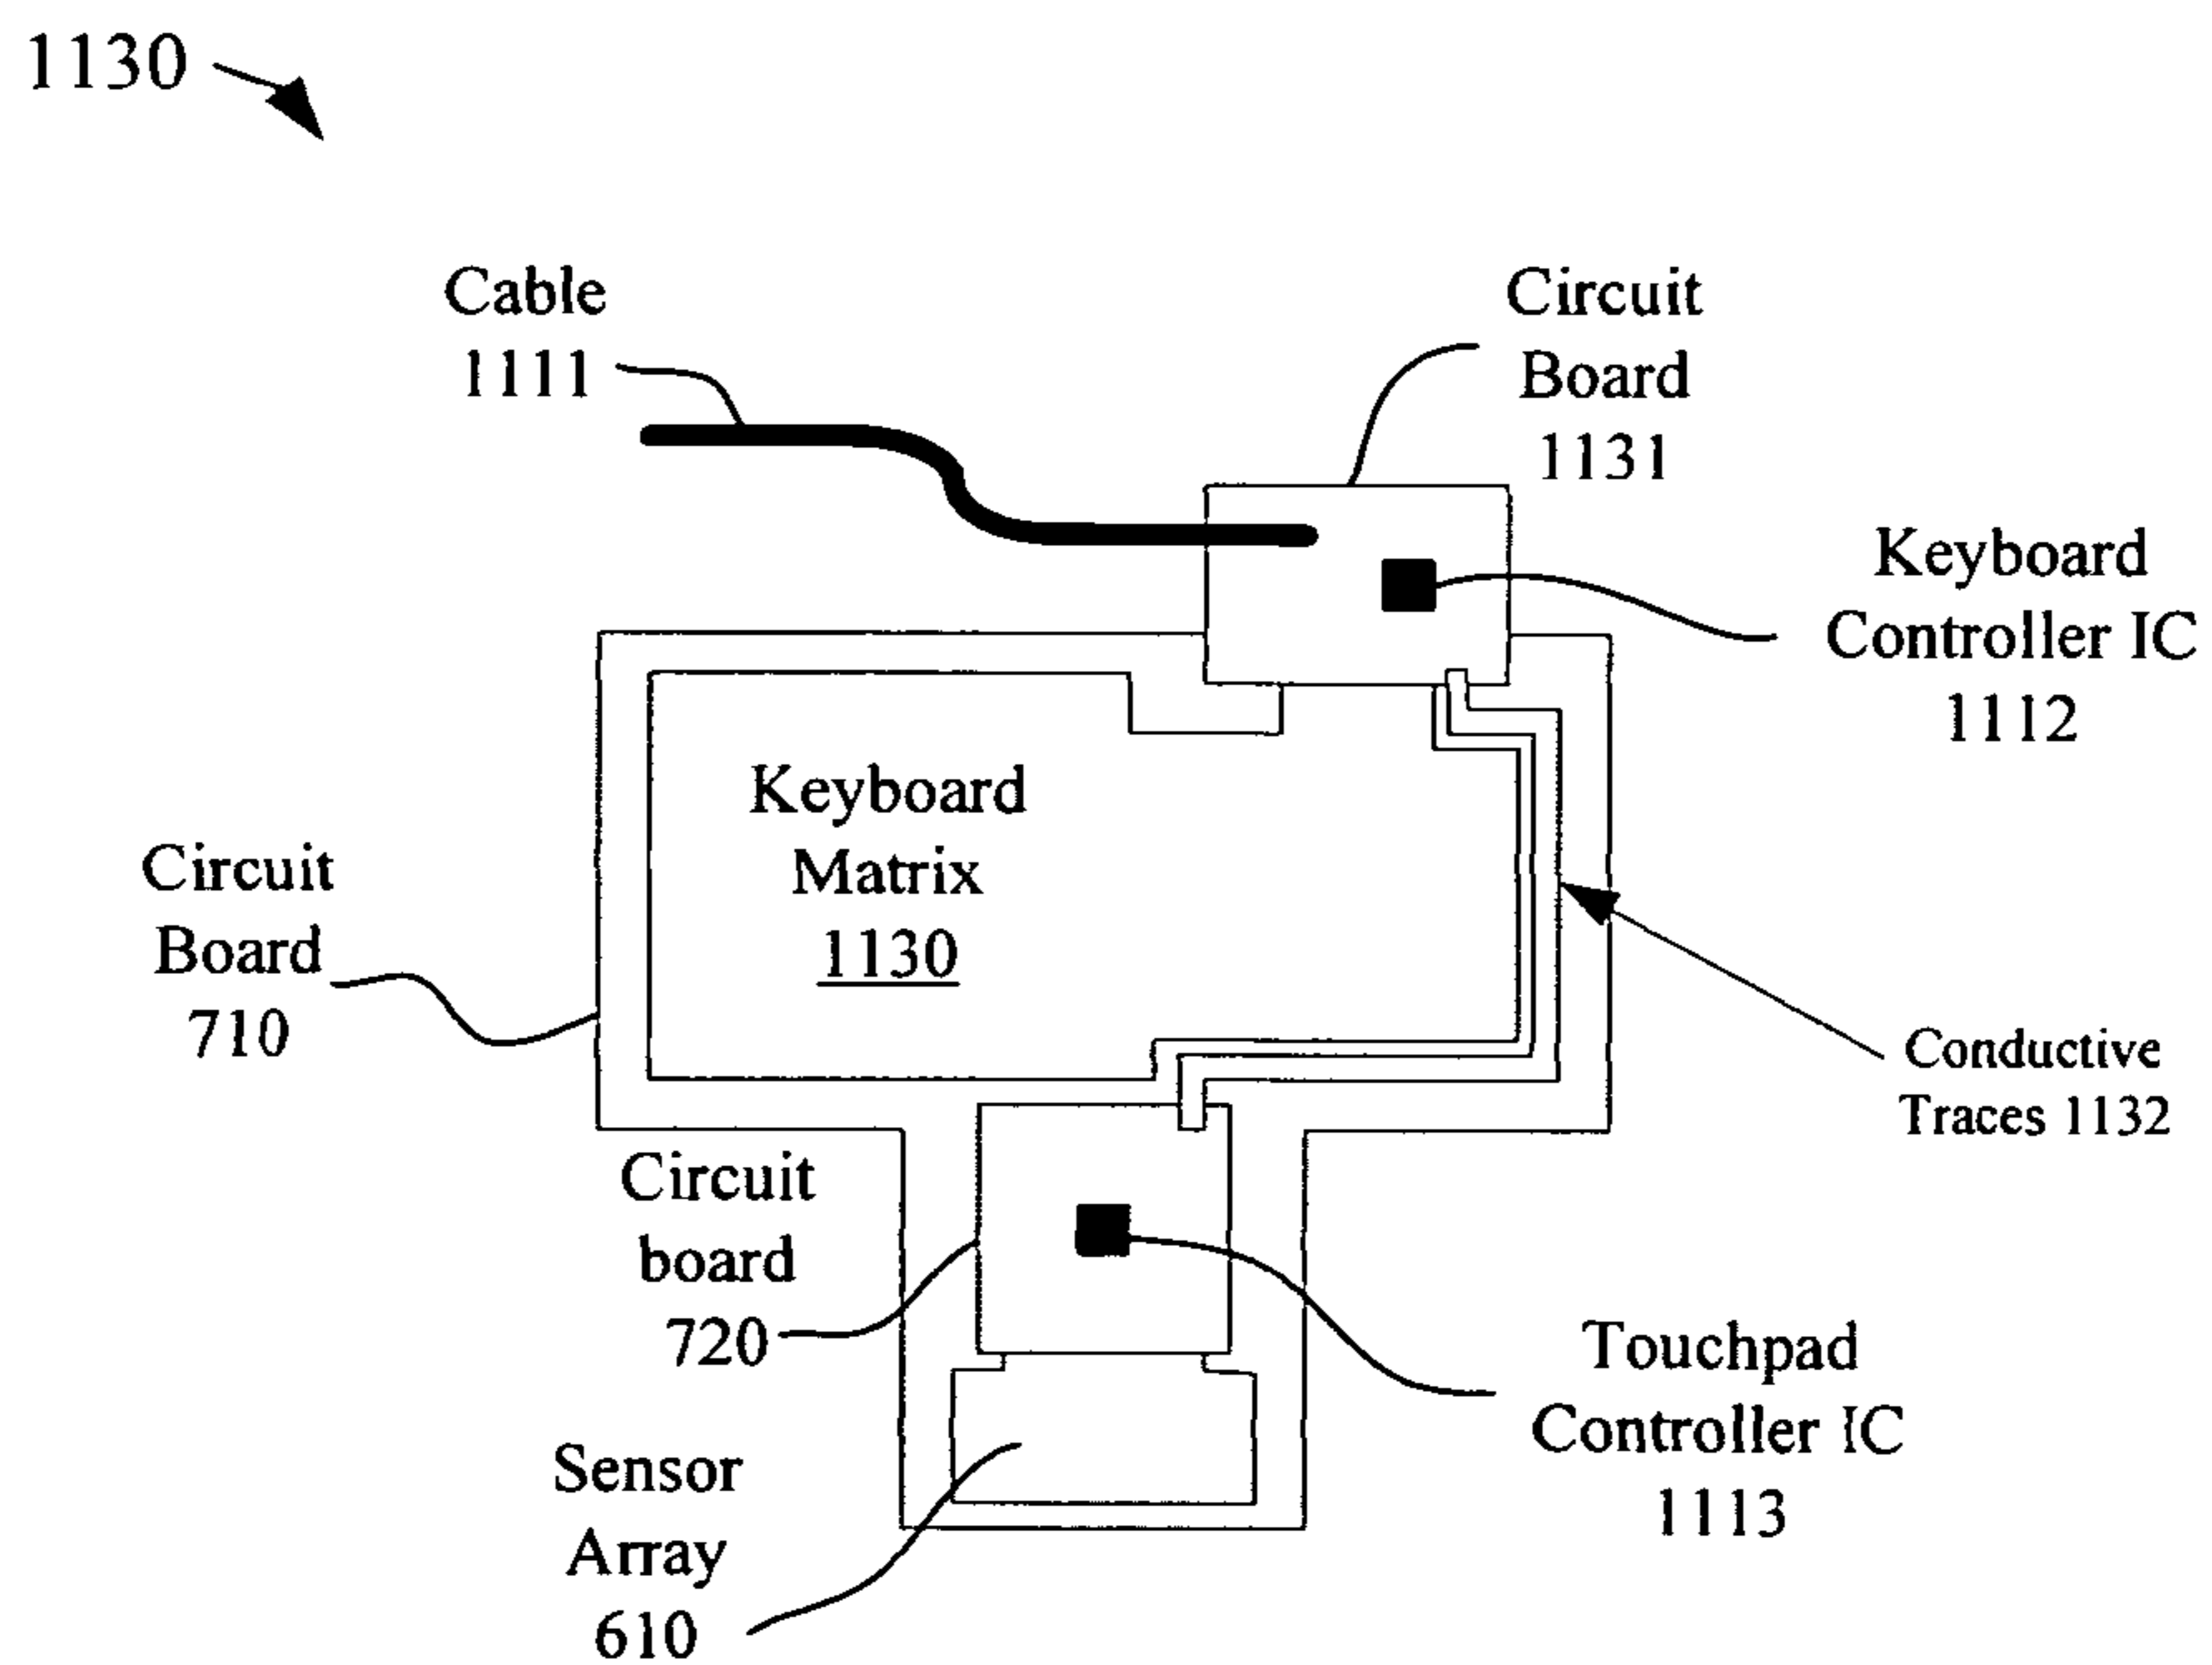 1130
Cable
1111
Circuit
Board
1131
Keyboard
Controller IC
1112
Keyboard
Matrix
1130
Circuit
Board
710
Conductive
Traces 1132
Circuit
board
720
Touchpad
Controller IC
1113
Sensor
Array
610